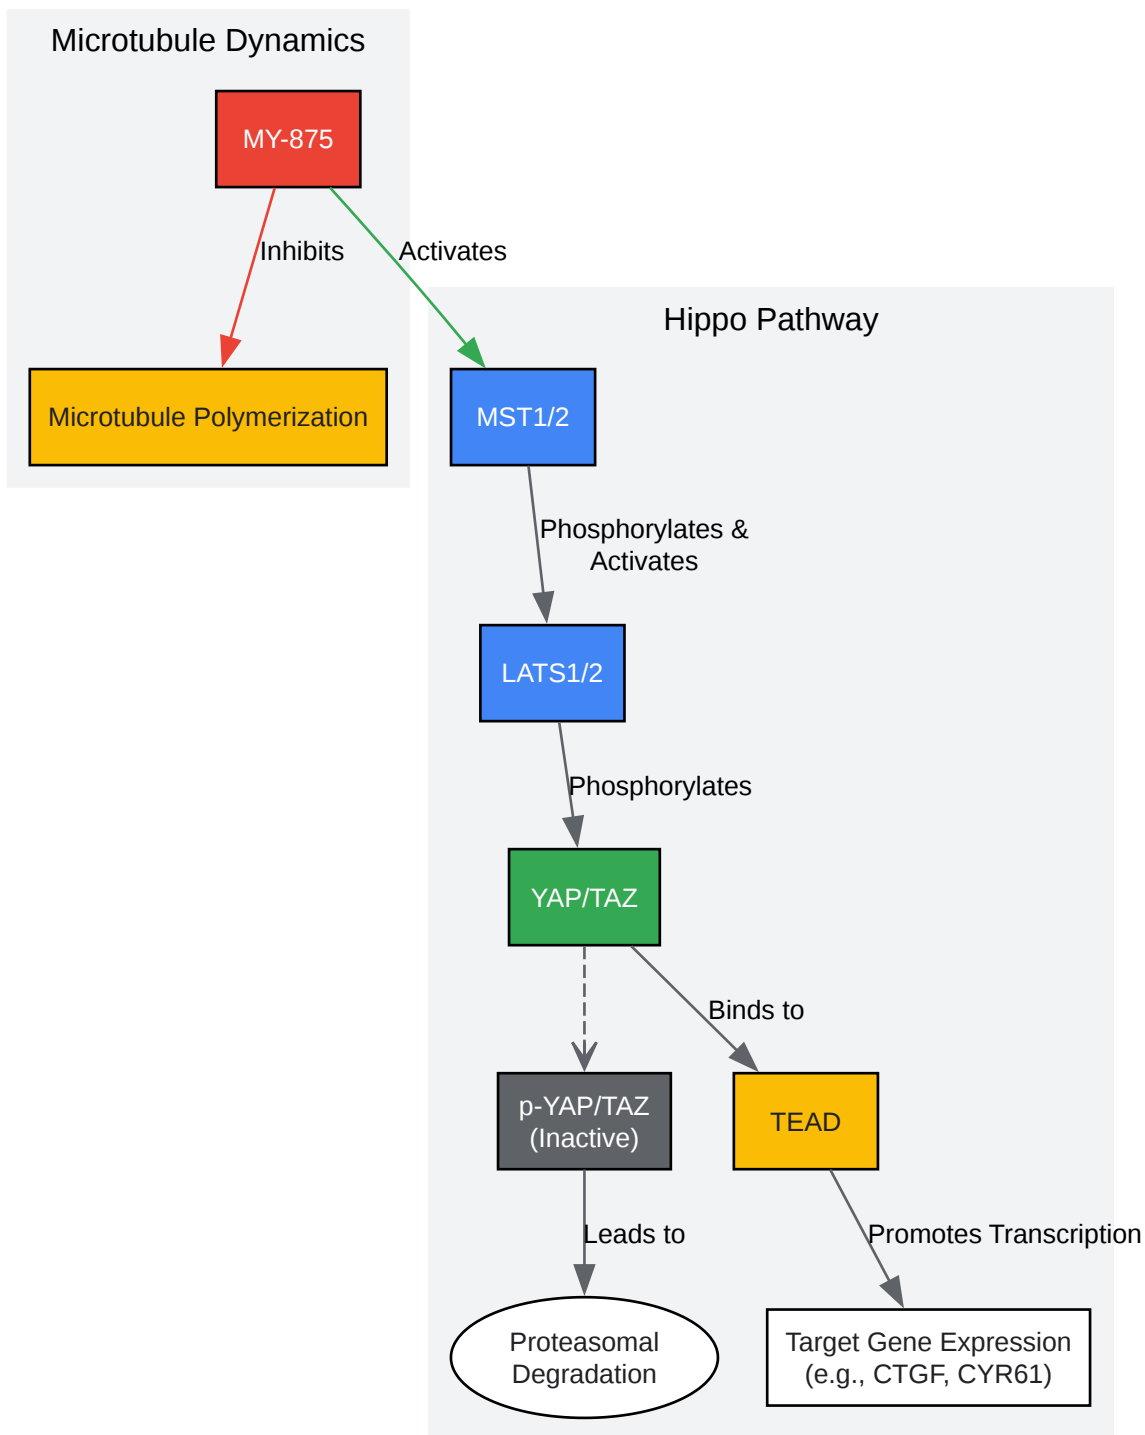 Microtubule Dynamics
MY-875
Inhibits
Activates
Hippo Pathway
Microtubule Polymerization
MST1/2
Phosphorylates &
Activates
LATS1/2
Phosphorylates
YAP/TAZ
Binds to
p-YAP/TAZ
(Inactive)
TEAD
Leads to
Promotes Transcription
Proteasomal
Degradation
Target Gene Expression
(e.g., CTGF, CYR61)